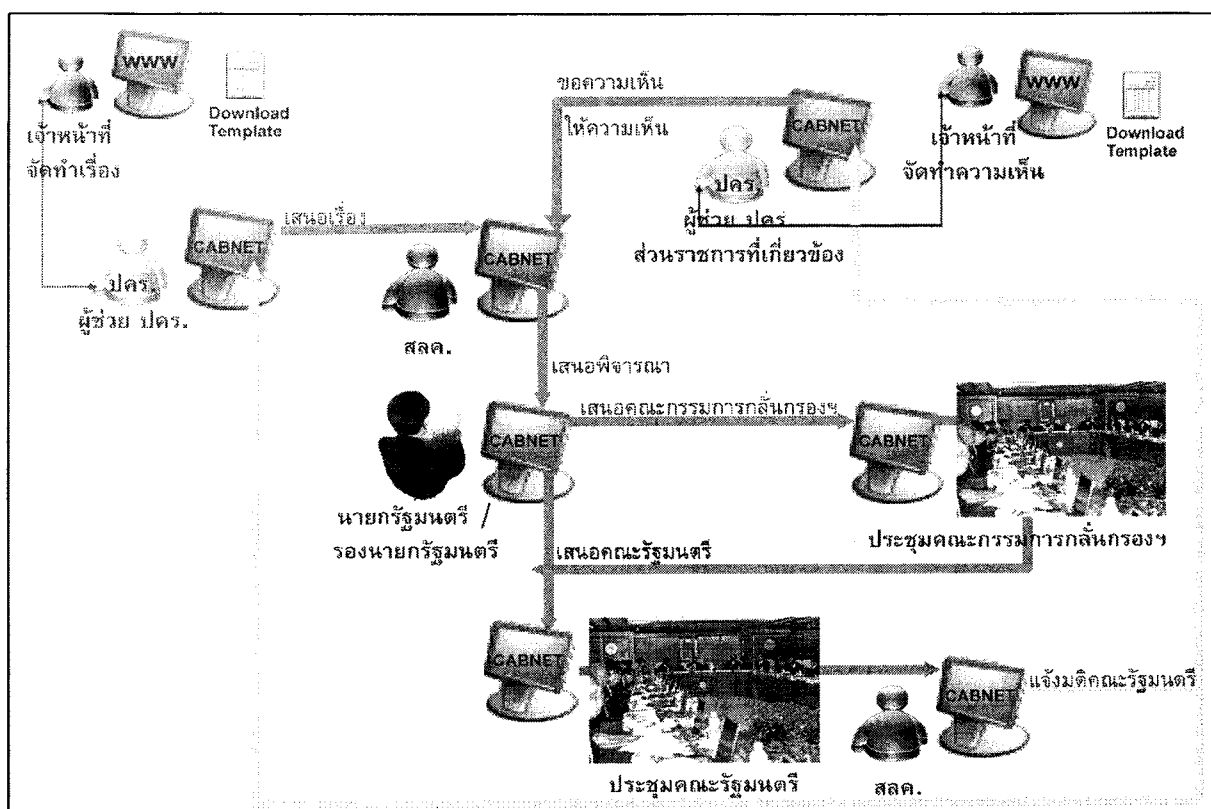 WWW
Download
Template
เจ้าหน้าที่
จัดทำเรื่อง
ขอความเห็น
ให้ความเห็น
CABNET
ปคร.
ผู้ช่วย ปคร
ส่วนราชการที่เกี่ยวข้อง
WWW
Download
Template
เจ้าหน้าที่
จัดทำความเห็น
เสนอเรื่อง
CABNET
ปคร.
ผู้ช่วย ปคร.
CABNET
สลค.
เสนอพิจารณา
CABNET
นายกรัฐมนตรี /
รองนายกรัฐมนตรี
เสนอคณะกรรมการกลั่นกรองฯ
CABNET
ประชุมคณะกรรมการกลั่นกรองฯ
เสนอคณะรัฐมนตรี
CABNET
ประชุมคณะรัฐมนตรี
CABNET
สลค.
แจ้งมติคณะรัฐมนตรี